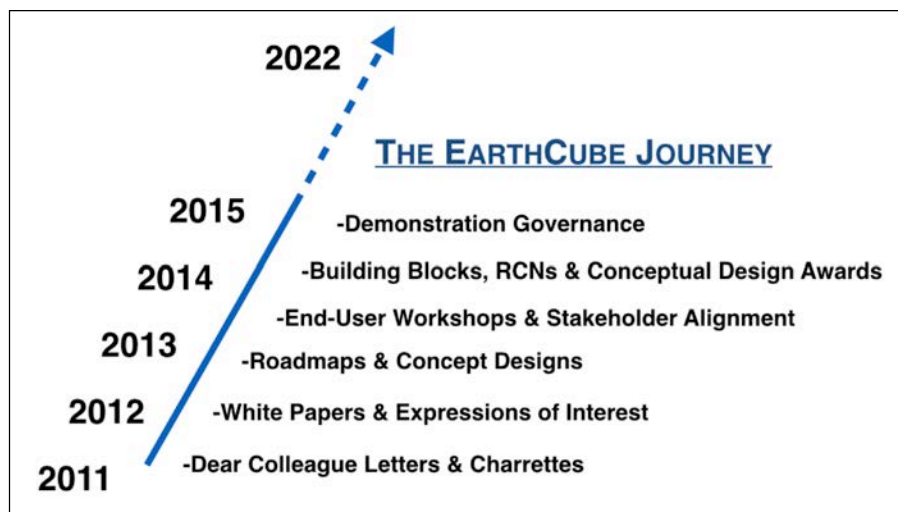 2022
THE EARTHCUBE JOURNEY
2015
-Demonstration Governance
2014
-Building Blocks, RCNs & Conceptual Design Awards
-End-User Workshops & Stakeholder Alignment
2013
-Roadmaps & Concept Designs
2012
-White Papers & Expressions of Interest
2011
-Dear Colleague Letters & Charrettes